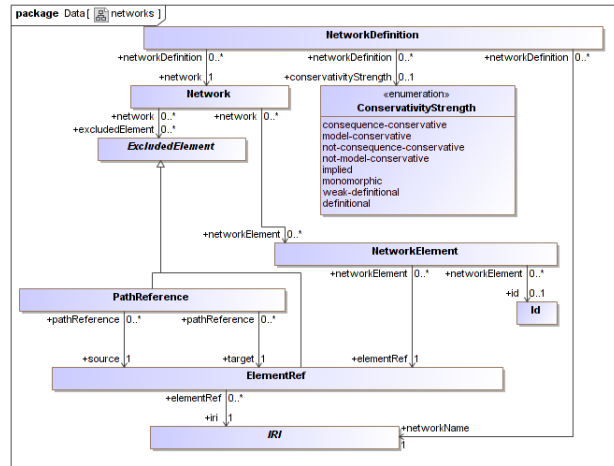 package Data[ networks]
NetworkDefinition
+networkDefinition 0..* +networkDefinition 0..* +networkDefinition 0..*
+network 1 +conservativityStrength 0..1
Network
«enumeration»
ConservativityStrength
consequence-conservative
model-conservative
not-consequence-conservative
not-model-conservative
implied
monomorphic
weak-definitional
definitional
+network 0..* +network 0..*
+excludedElement 0..*
ExcludedElement
+networkElement 0..*
NetworkElement
+networkElement 0..* +networkElement 0..*
+id 0..1
Id
PathReference
+pathReference 0..* +pathReference 0..*
+source 1 +target 1 +elementRef 1
ElementRef
+elementRef 0..*
+iri 1
IRI
+networkName
1